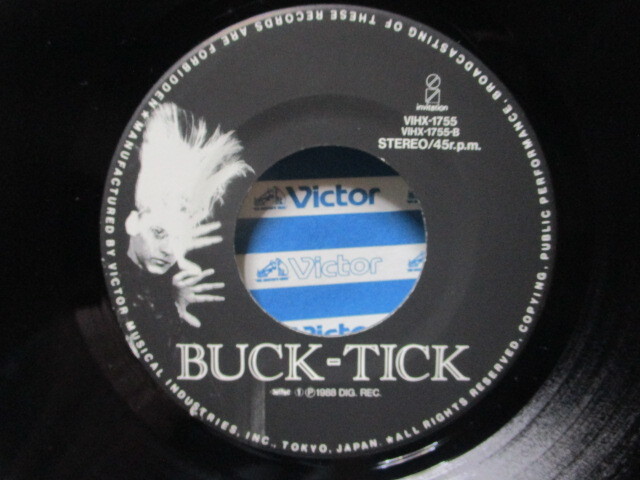 invitation
VIHX-1755
VIHX-1755-B
STEREO/45r.p.m.
Victor
Victor
Victor
BUCK-TICK
Ⓟ1988 DIG. REC.
★MANUFACTURED BY VICTOR MUSICAL INDUSTRIES, INC., TOKYO, JAPAN. ★ALL RIGHTS RESERVED. COPYING, PUBLIC PERFORMANCE, BROADCASTING OF THESE RECORDS ARE FORBIDDEN